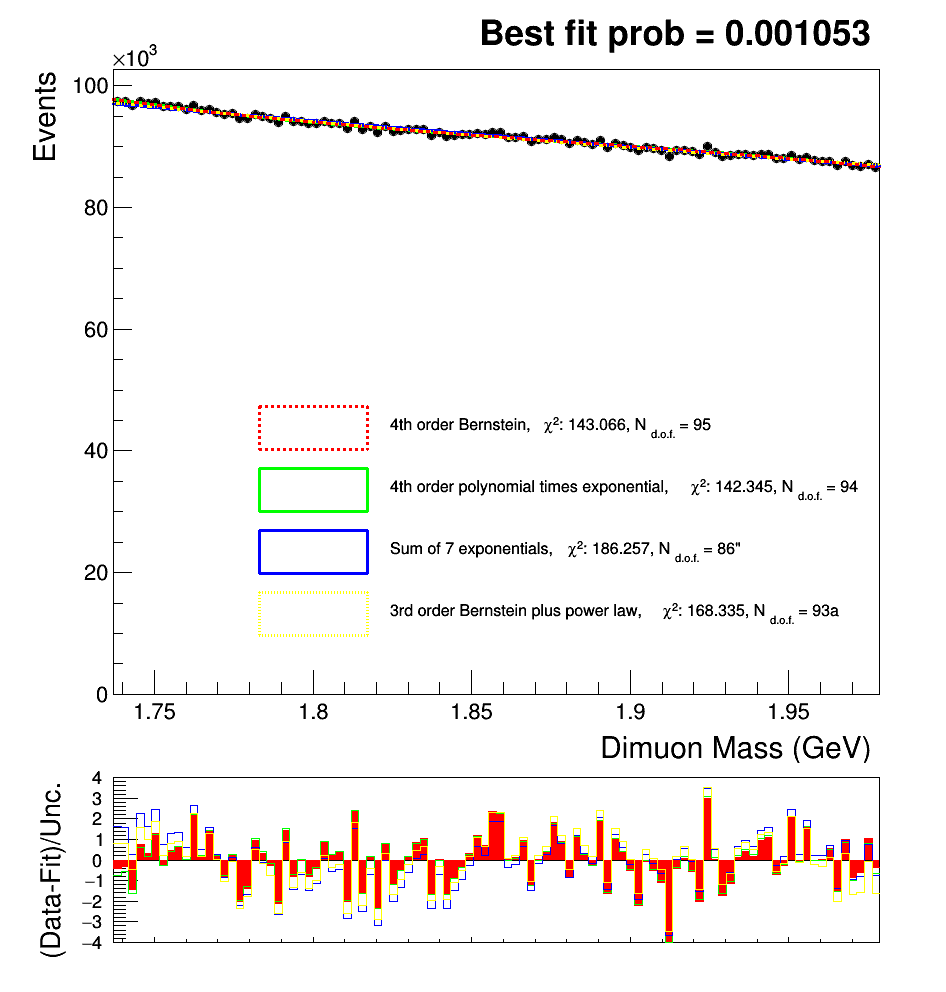 Best fit prob = 0.001053
×10³
Events
100
80
60
40
20
0
4th order Bernstein, χ²: 143.066, N d.o.f. = 95
4th order polynomial times exponential, χ²: 142.345, N d.o.f. = 94
Sum of 7 exponentials, χ²: 186.257, N d.o.f. = 86"
3rd order Bernstein plus power law, χ²: 168.335, N d.o.f. = 93a
1.75 1.8 1.85 1.9 1.95
Dimuon Mass (GeV)
(Data-Fit)/Unc.
4
3
2
1
0
−1
−2
−3
−4